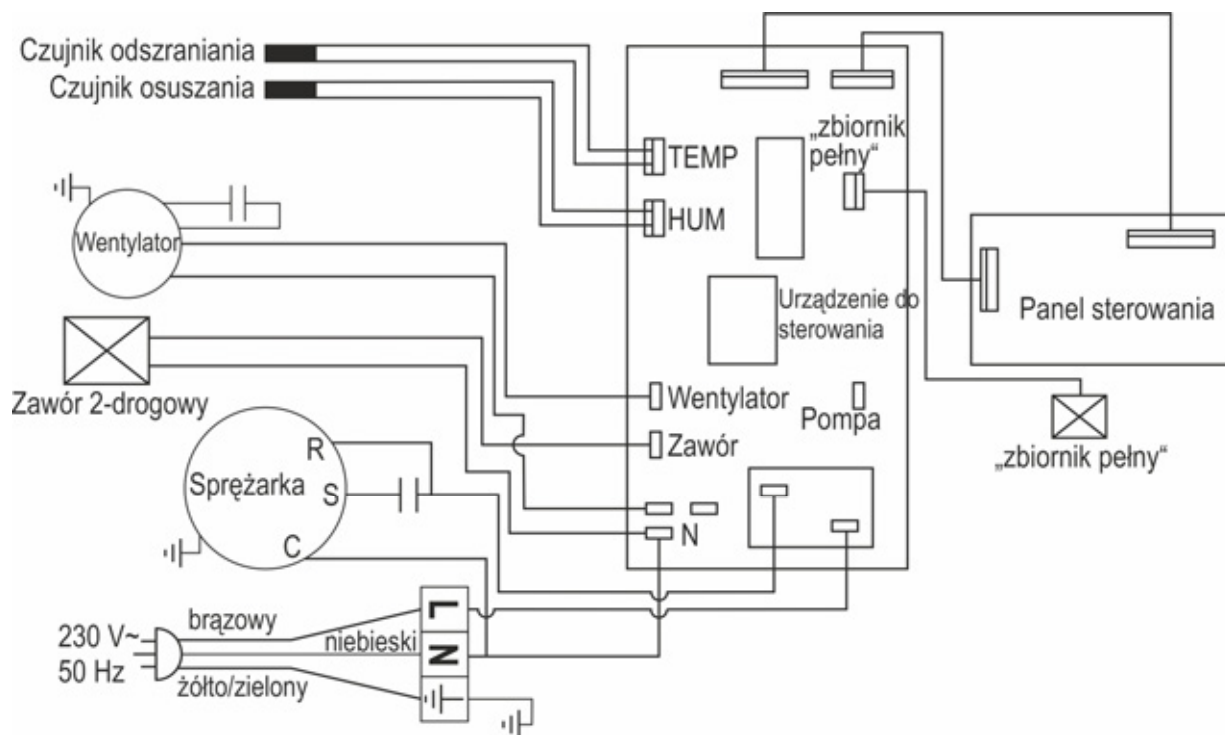 Czujnik odszraniania
Czujnik osuszania
TEMP
„zbiornik
pełny“
HUM
Wentylator
Urządzenie do
sterowania
Panel sterowania
Zawór 2-drogowy
Wentylator
Pompa
Zawór
„zbiornik pełny“
R
Sprężarka
S
C
N
brązowy
L
230 V~
niebieski
N
50 Hz
żółto/zielony